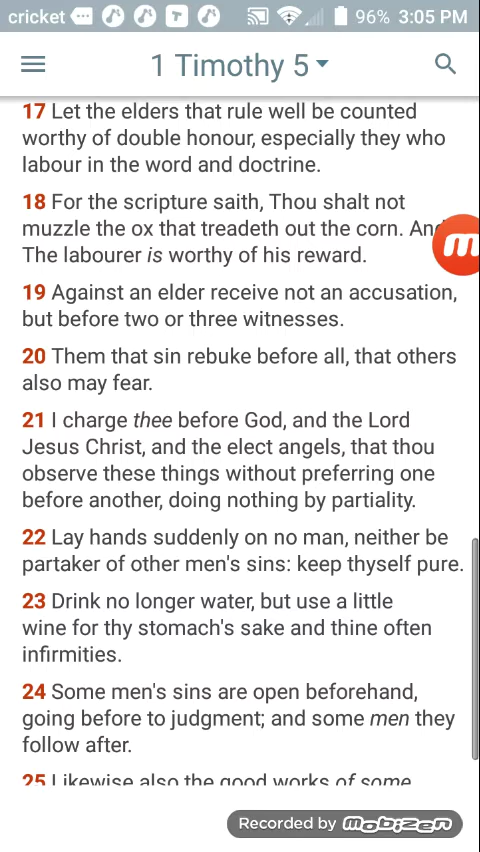 cricket 96% 3:05 PM
1 Timothy 5
17 Let the elders that rule well be counted
worthy of double honour, especially they who
labour in the word and doctrine.
18 For the scripture saith, Thou shalt not
muzzle the ox that treadeth out the corn. And
The labourer is worthy of his reward.
19 Against an elder receive not an accusation,
but before two or three witnesses.
20 Them that sin rebuke before all, that others
also may fear.
21 I charge thee before God, and the Lord
Jesus Christ, and the elect angels, that thou
observe these things without preferring one
before another, doing nothing by partiality.
22 Lay hands suddenly on no man, neither be
partaker of other men's sins: keep thyself pure.
23 Drink no longer water, but use a little
wine for thy stomach's sake and thine often
infirmities.
24 Some men's sins are open beforehand,
going before to judgment; and some men they
follow after.
25 Likewise also the good works of some
Recorded by mobizen